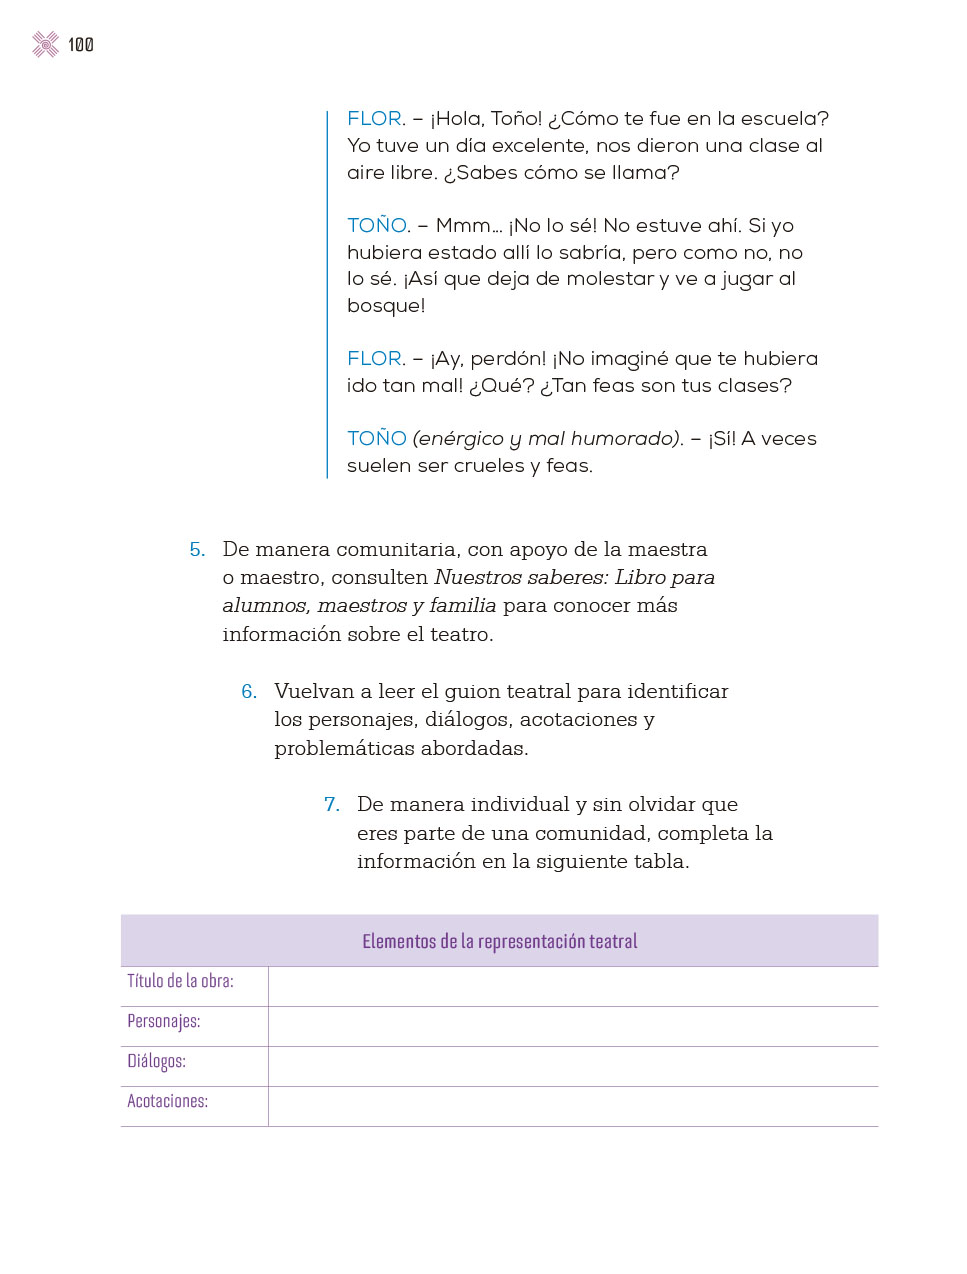 100
FLOR. – ¡Hola, Toño! ¿Cómo te fue en la escuela?
Yo tuve un día excelente, nos dieron una clase al
aire libre. ¿Sabes cómo se llama?
TOÑO. – Mmm... ¡No lo sé! No estuve ahí. Si yo
hubiera estado allí lo sabría, pero como no, no
lo sé. ¡Así que deja de molestar y ve a jugar al
bosque!
FLOR. – ¡Ay, perdón! ¡No imaginé que te hubiera
ido tan mal! ¿Qué? ¿Tan feas son tus clases?
TOÑO (enérgico y mal humorado). – ¡Sí! A veces
suelen ser crueles y feas.
5. De manera comunitaria, con apoyo de la maestra
o maestro, consulten Nuestros saberes: Libro para
alumnos, maestros y familia para conocer más
información sobre el teatro.
6. Vuelvan a leer el guion teatral para identificar
los personajes, diálogos, acotaciones y
problemáticas abordadas.
7. De manera individual y sin olvidar que
eres parte de una comunidad, completa la
información en la siguiente tabla.
Elementos de la representación teatral
Título de la obra:
Personajes:
Diálogos:
Acotaciones: